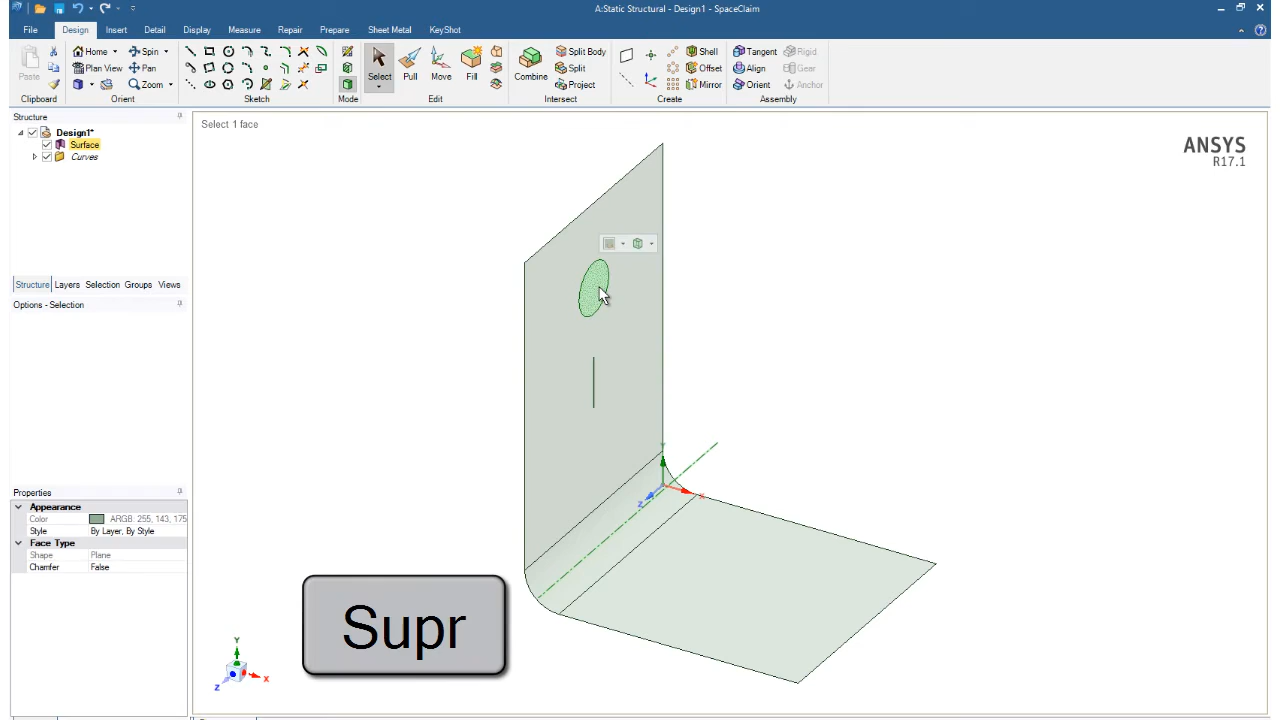 A:Static Structural - Design1 - SpaceClaim
File Design Insert Detail Display Measure Repair Prepare Sheet Metal KeyShot
Paste
Home Spin
Plan View Pan
Zoom
Select Pull Move Fill
Combine
Split Body
Split
Project
Shell
Offset
Mirror
Tangent Rigid
Align Gear
Orient Anchor
Clipboard Orient Sketch Mode Edit Intersect Create Assembly
Structure
Design1*
Surface
Curves
Structure Layers Selection Groups Views
Options - Selection
Properties
Appearance
Color ARGB: 255, 143, 175
Style By Layer, By Style
Face Type
Shape Plane
Chamfer False
Select 1 face
ANSYS
R17.1
Y
X
Z
Supr
Y
X
Z